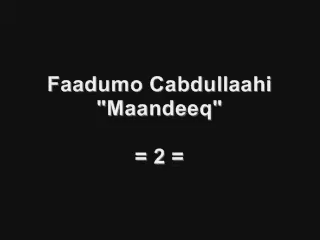 Faadumo Cabdullaahi
"Maandeeq"
= 2 =